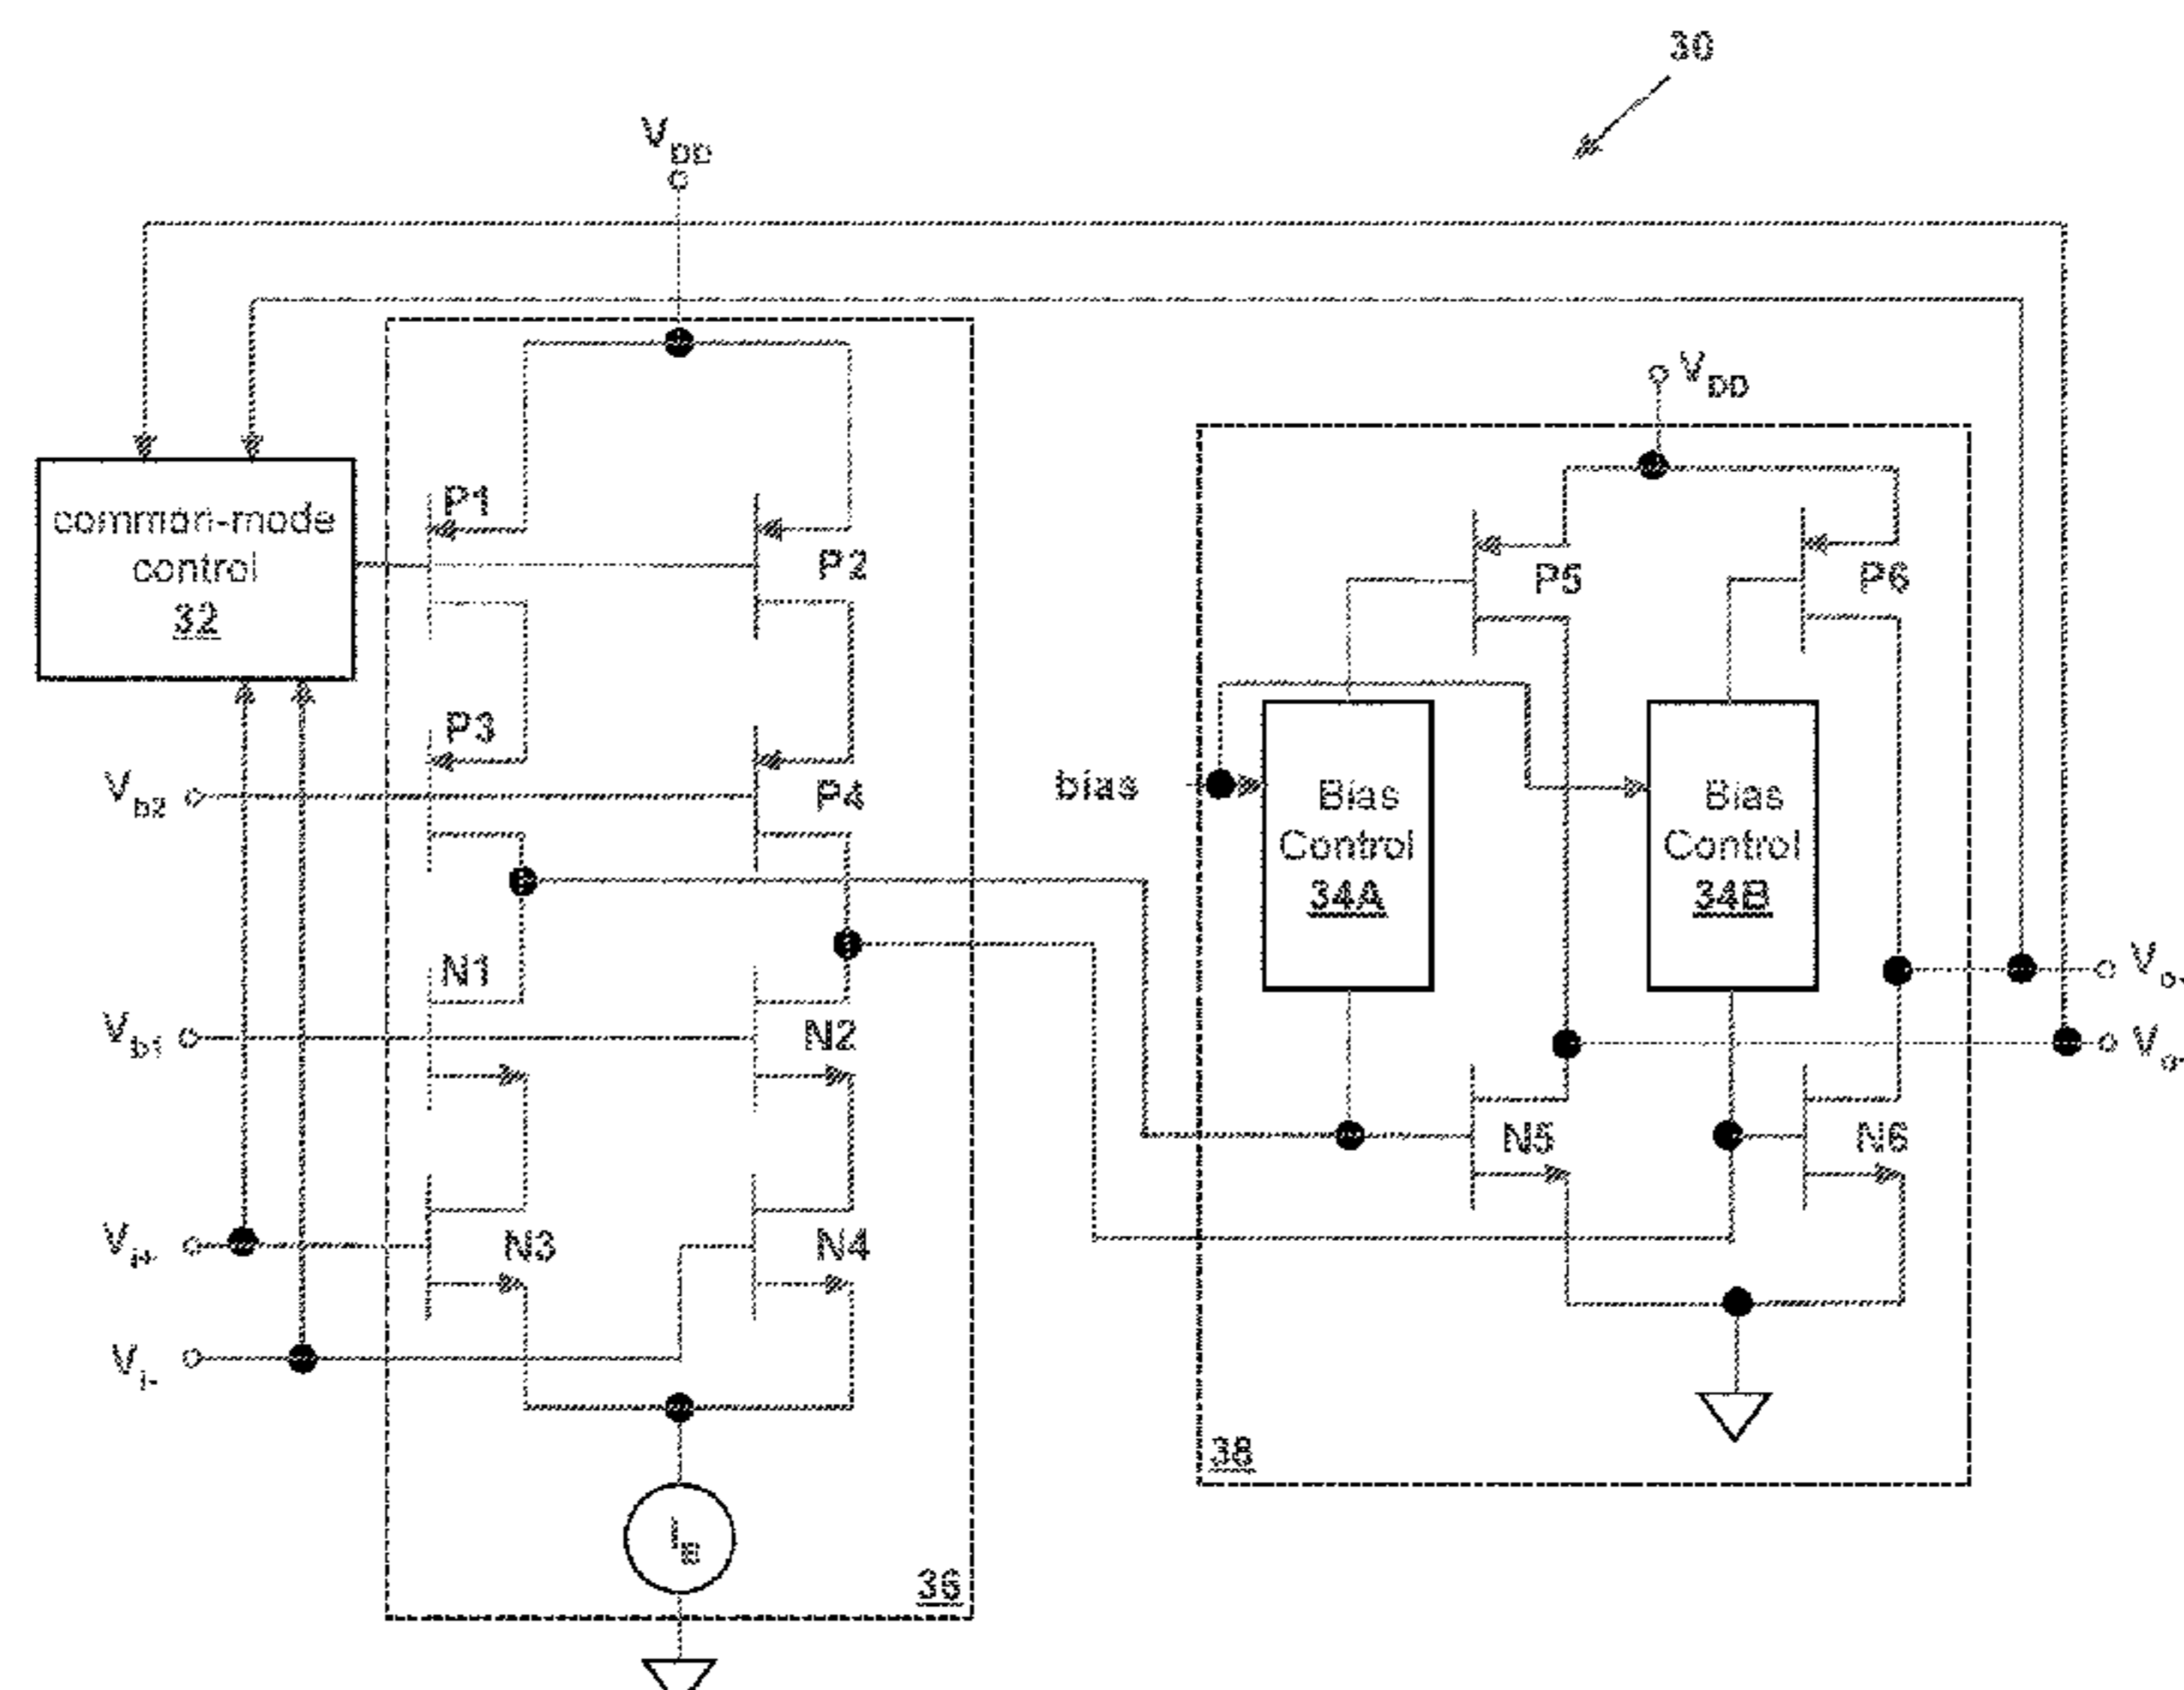 30
VDD
VDD
P1
common-mode
control
32
P2
P5
P6
P3
Vb2
P4
bias
Bias
Control
34A
Bias
Control
34B
N1
Vb1
N2
N5
N6
Vi+
N3
N4
Vi-
38
IB
36